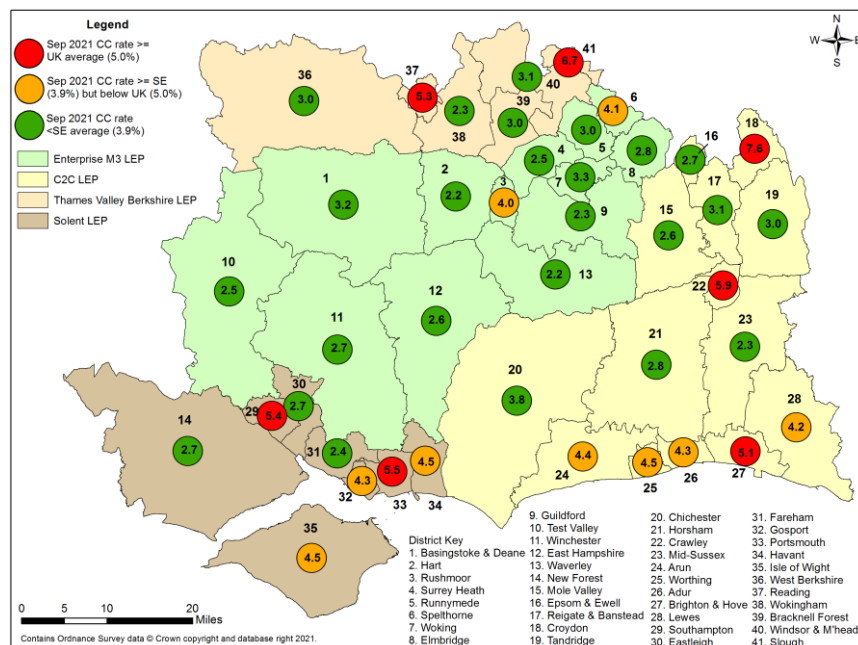 Legend
Sep 2021 CC rate >=
UK average (5.0%)
Sep 2021 CC rate >= SE
(3.9%) but below UK (5.0%)
Sep 2021 CC rate
<SE average (3.9%)
Enterprise M3 LEP
C2C LEP
Thames Valley Berkshire LEP
Solent LEP
N
W E
S
36
3.0
37
5.3
2.3
38
39
3.0
3.1
40
41
6.7
6
4.1
3.0
5
2.8
8
4
2.5
7
3.3
3
4.0
2
2.2
1
3.2
9
2.3
16
2.7
18
7.6
17
3.1
19
3.0
15
2.6
13
2.2
10
2.5
11
2.7
12
2.6
22
5.9
23
2.3
21
2.8
20
3.8
28
4.2
14
2.7
29
5.4
30
2.7
31
2.4
32
4.3
33
5.5
34
4.5
24
4.4
25
4.5
26
4.3
27
5.1
35
4.5
District Key
1. Basingstoke & Deane
2. Hart
3. Rushmoor
4. Surrey Heath
5. Runnymede
6. Spelthorne
7. Woking
8. Elmbridge
9. Guildford
10. Test Valley
11. Winchester
12. East Hampshire
13. Waverley
14. New Forest
15. Mole Valley
16. Epsom & Ewell
17. Reigate & Banstead
18. Croydon
19. Tandridge
20. Chichester
21. Horsham
22. Crawley
23. Mid-Sussex
24. Arun
25. Worthing
26. Adur
27. Brighton & Hove
28. Lewes
29. Southampton
30. Eastleigh
31. Fareham
32. Gosport
33. Portsmouth
34. Havant
35. Isle of Wight
36. West Berkshire
37. Reading
38. Wokingham
39. Bracknell Forest
40. Windsor & M'head
41. Slough
0 5 10 20
Miles
Contains Ordnance Survey data © Crown copyright and database right 2021.